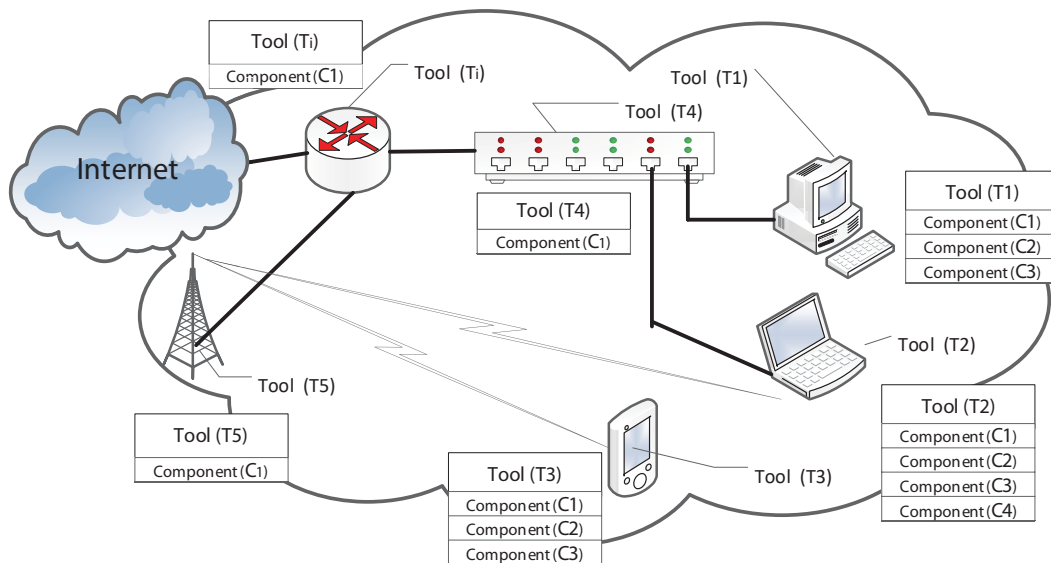 Tool (Ti)
Component (C1)
Tool (Ti)
Tool (T4)
Tool (T1)
Internet
Tool (T4)
Component (C1)
Tool (T1)
Component (C1)
Component (C2)
Component (C3)
Tool (T2)
Tool (T5)
Tool (T5)
Component (C1)
Tool (T3)
Component (C1)
Component (C2)
Component (C3)
Tool (T3)
Tool (T2)
Component (C1)
Component (C2)
Component (C3)
Component (C4)